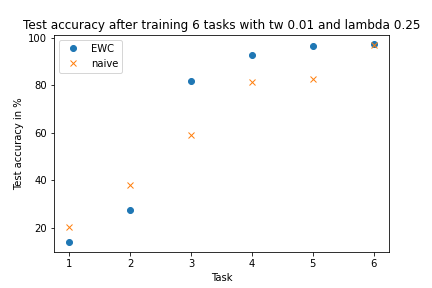 Test accuracy after training 6 tasks with tw 0.01 and lambda 0.25
EWC
naive
Test accuracy in %
100
80
60
40
20
1 2 3 4 5 6
Task